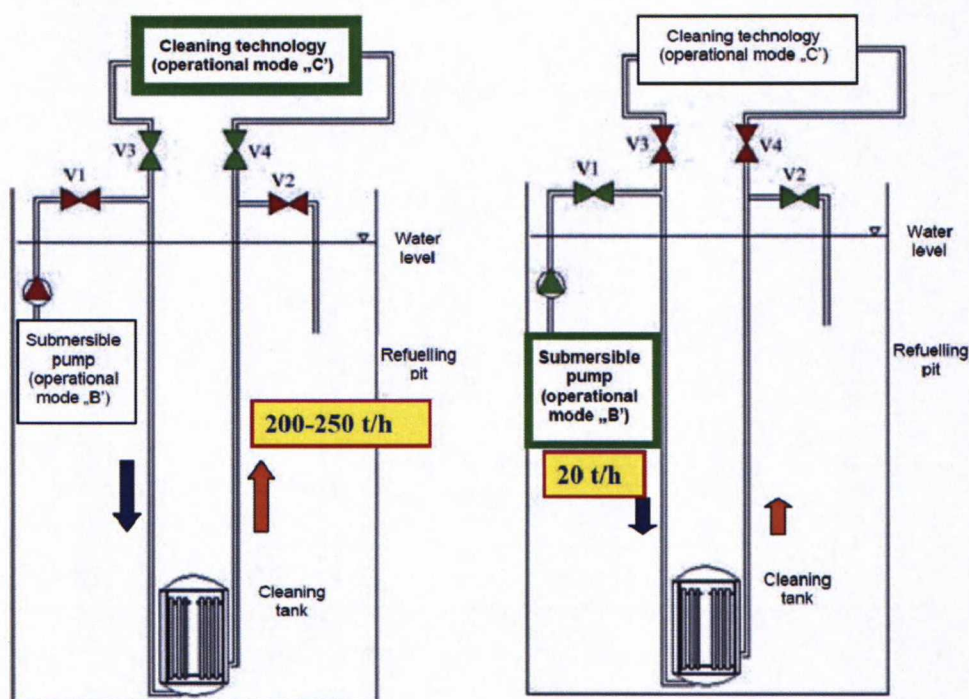 Cleaning technology
(operational mode „C')
V3
V4
V1
V2
Water
level
Submersible
pump
(operational
mode „B')
Refuelling
pit
200-250 t/h
Cleaning
tank
Cleaning technology
(operational mode „C')
V3
V4
V1
V2
Water
level
Submersible
pump
(operational
mode „B')
Refuelling
pit
20 t/h
Cleaning
tank